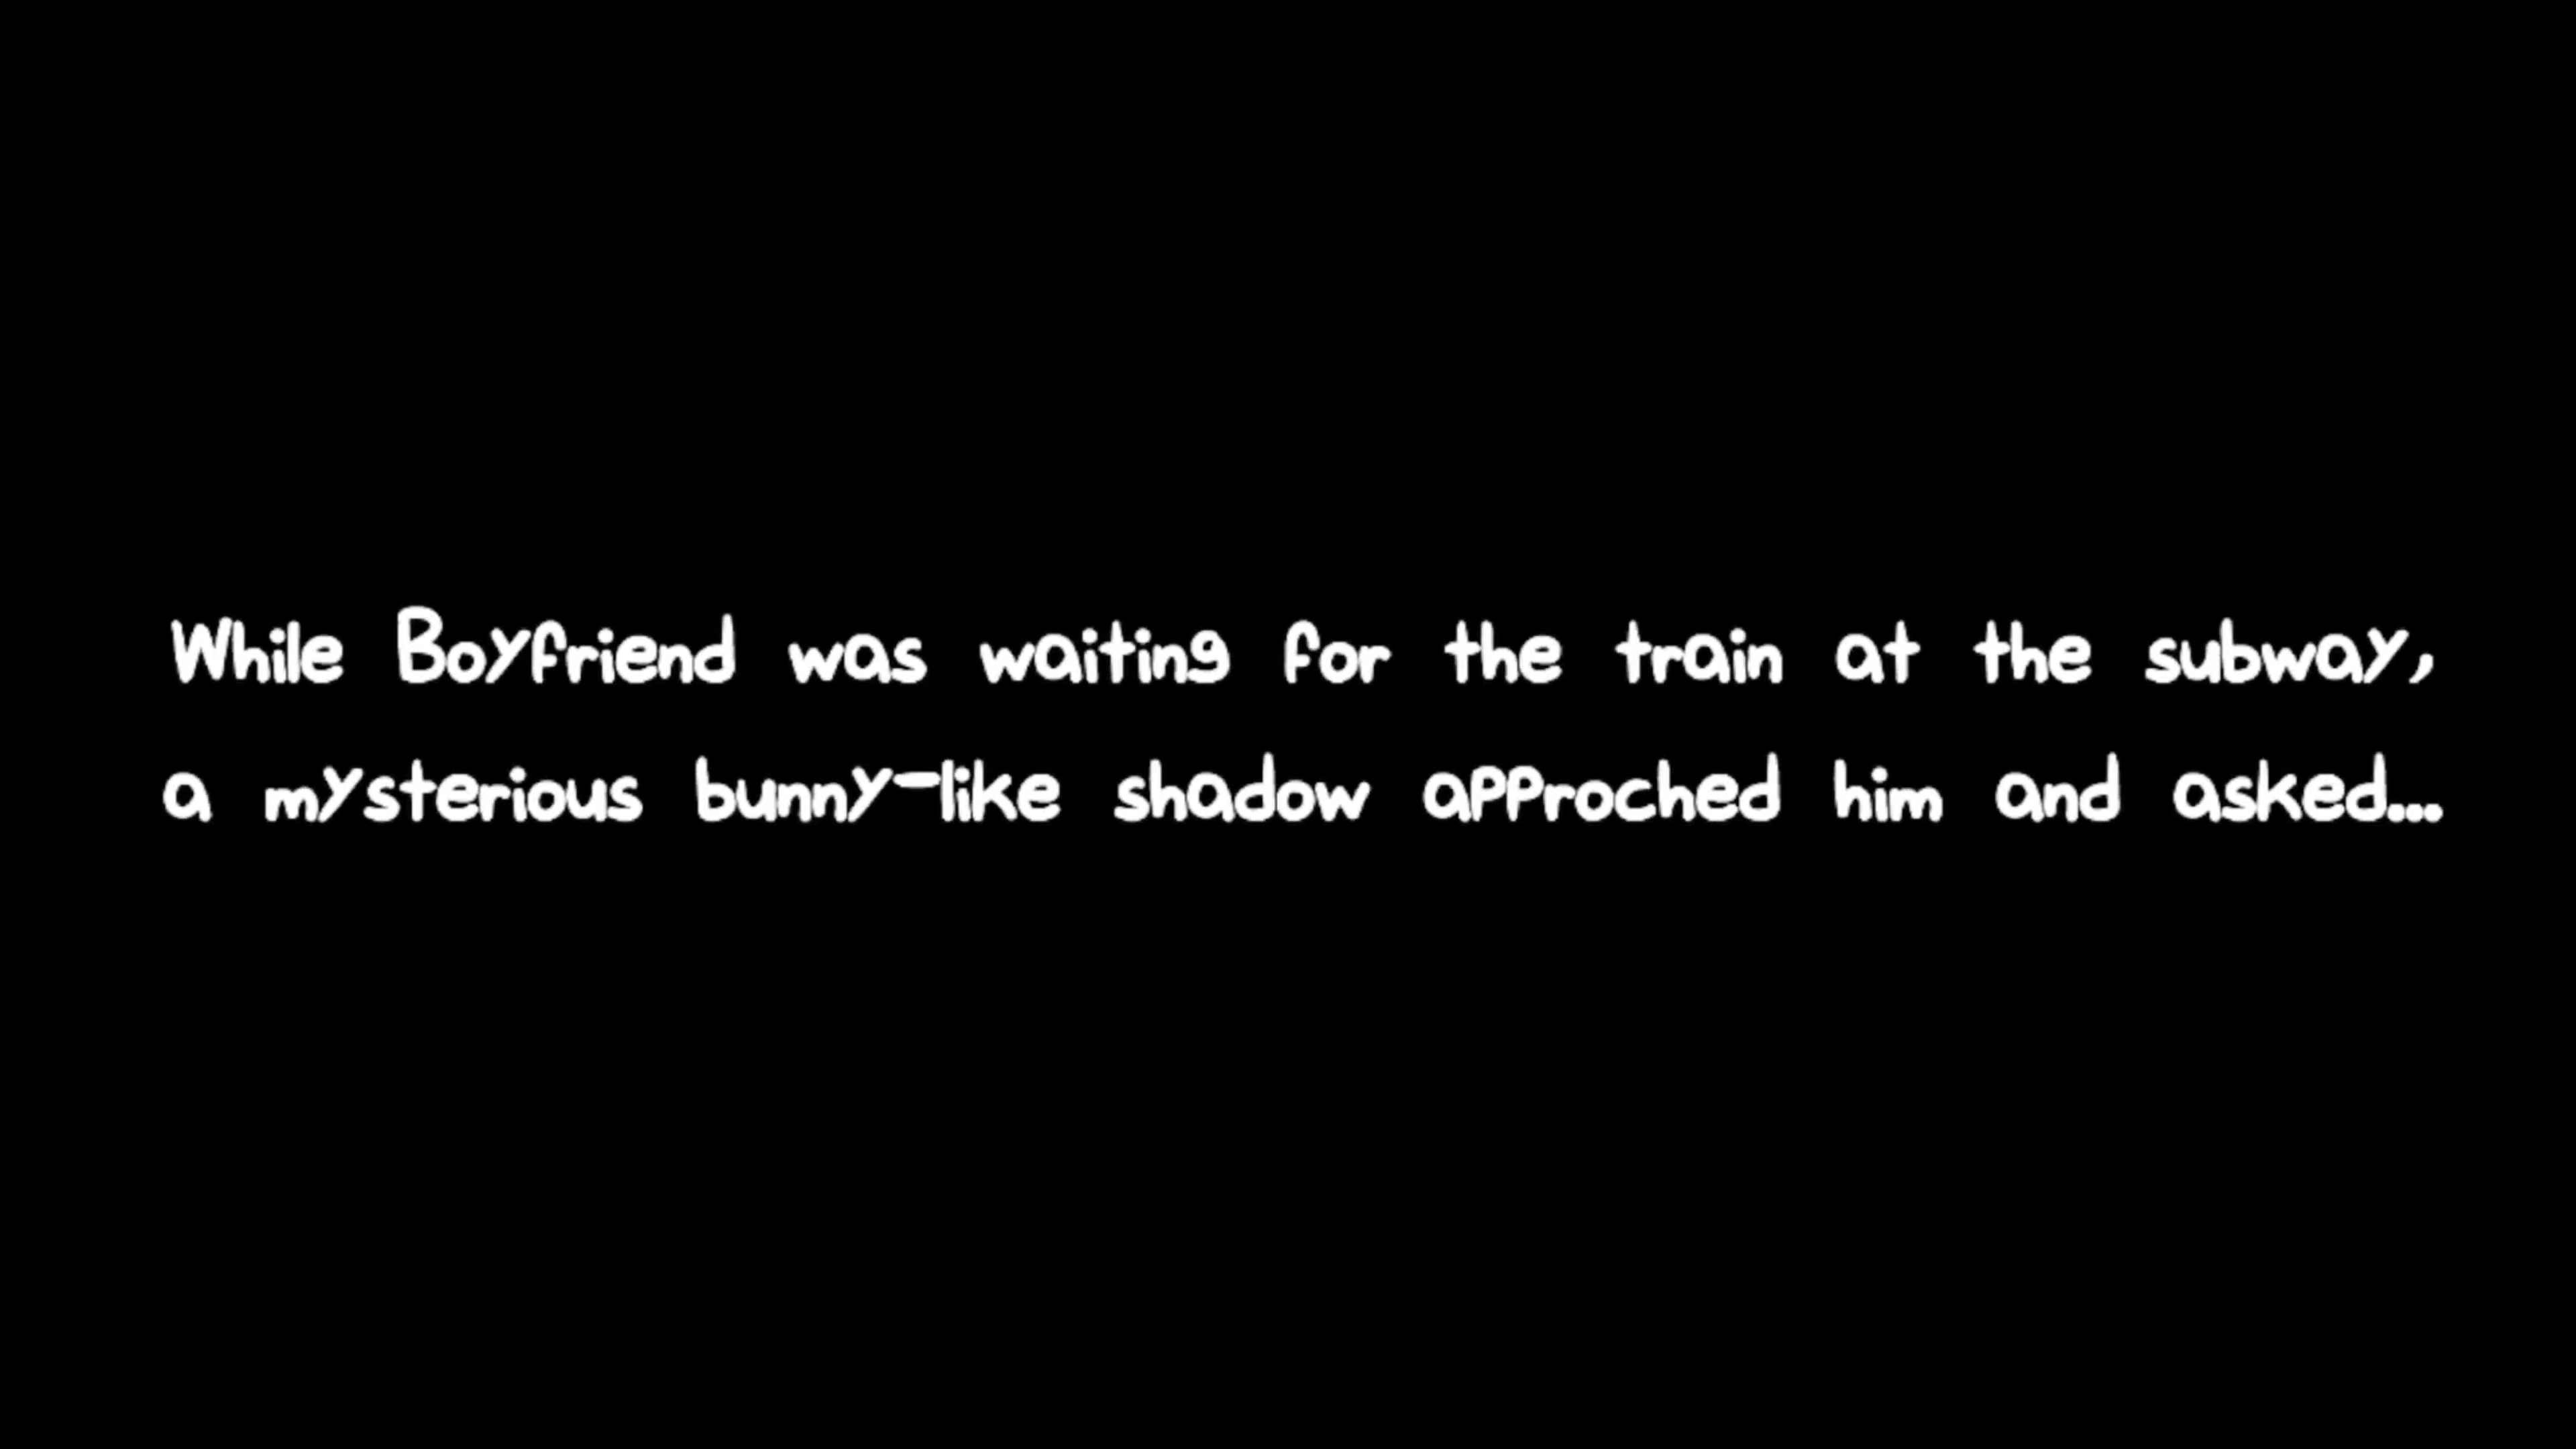 While Boyfriend was waiting for the train at the subway,
a mysterious bunny-like shadow approched him and asked...